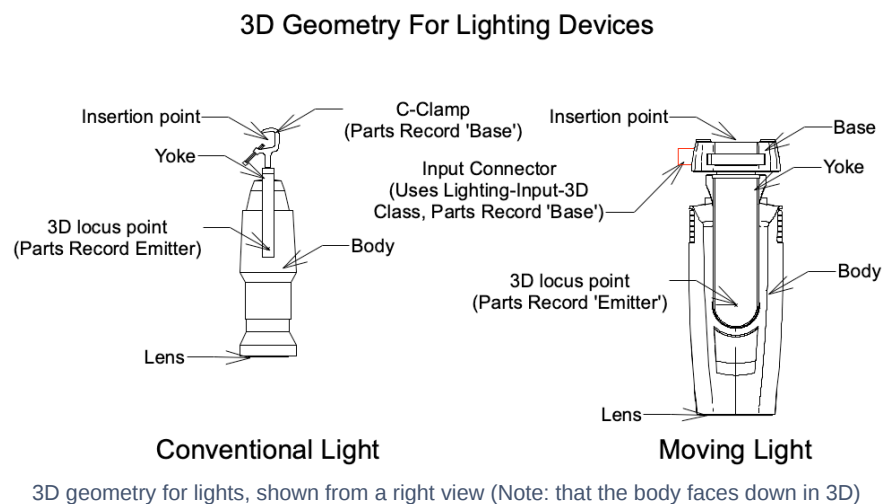 3D Geometry For Lighting Devices
Insertion point
C-Clamp
(Parts Record 'Base')
Yoke
3D locus point
(Parts Record Emitter)
Body
Lens
Conventional Light
Insertion point
Base
Input Connector
(Uses Lighting-Input-3D
Class, Parts Record 'Base')
Yoke
3D locus point
(Parts Record 'Emitter')
Body
Lens
Moving Light
3D geometry for lights, shown from a right view (Note: that the body faces down in 3D)